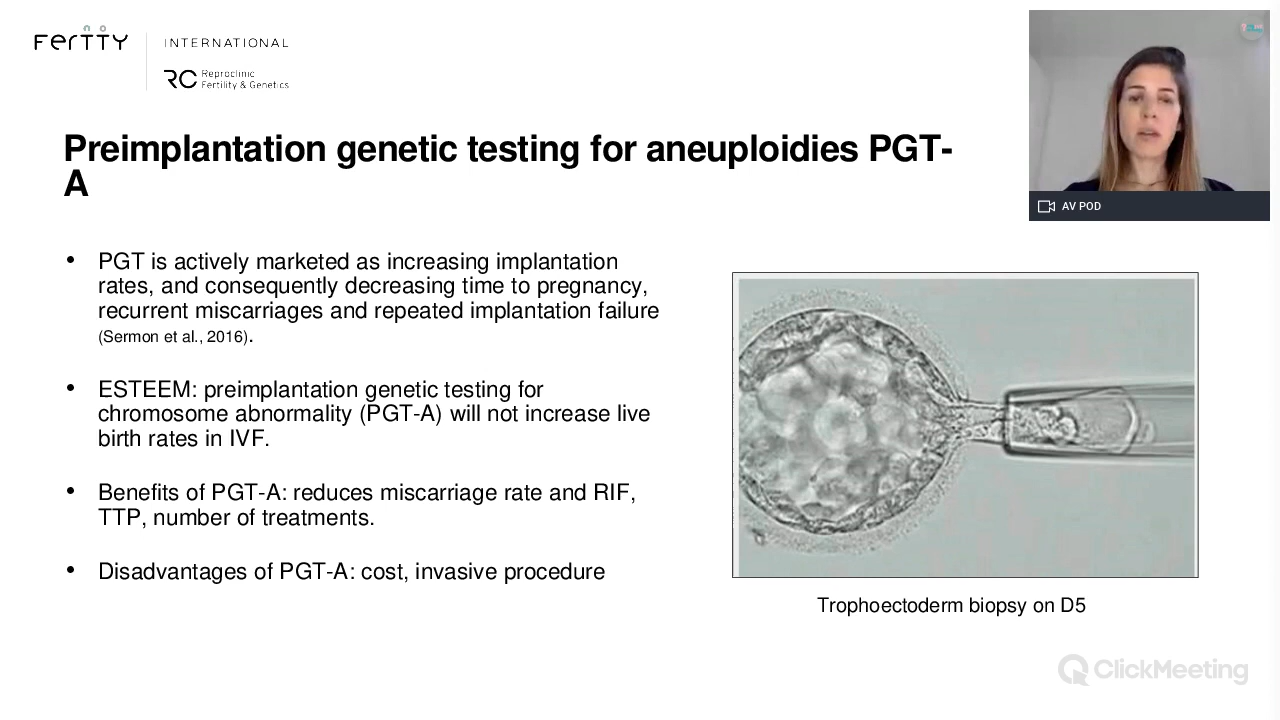 FERTTY
INTERNATIONAL
RC Reproclinic
Fertility & Genetics
AV POD
Preimplantation genetic testing for aneuploidies PGT-
A
• PGT is actively marketed as increasing implantation
rates, and consequently decreasing time to pregnancy,
recurrent miscarriages and repeated implantation failure
(Sermon et al., 2016).
• ESTEEM: preimplantation genetic testing for
chromosome abnormality (PGT-A) will not increase live
birth rates in IVF.
• Benefits of PGT-A: reduces miscarriage rate and RIF,
TTP, number of treatments.
• Disadvantages of PGT-A: cost, invasive procedure
Trophoectoderm biopsy on D5
ClickMeeting